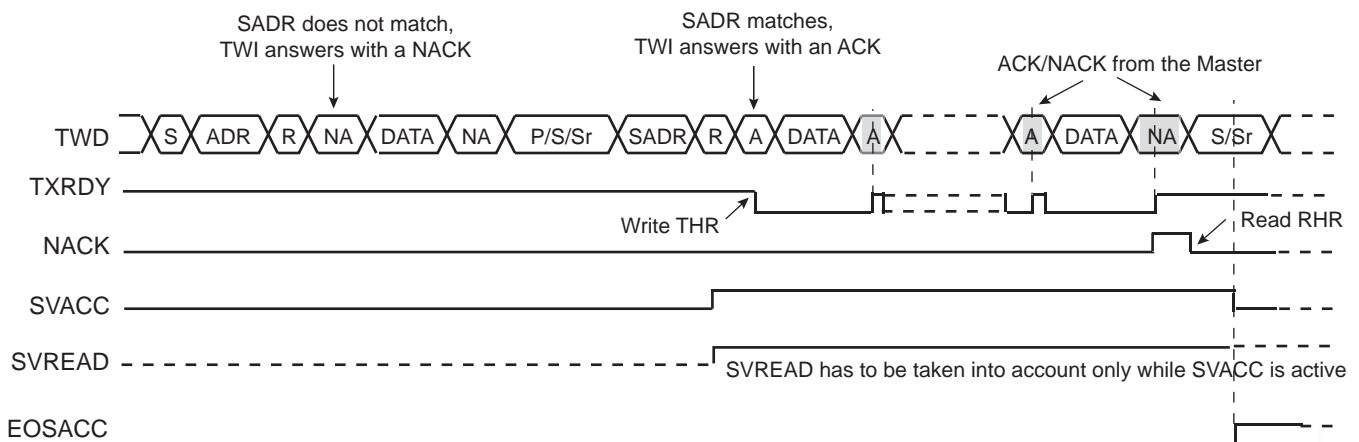 SADR does not match,
TWI answers with a NACK
SADR matches,
TWI answers with an ACK
ACK/NACK from the Master
TWD S ADR R NA DATA NA P/S/Sr SADR R A DATA A A DATA NA S/Sr
TXRDY
Write THR
Read RHR
NACK
SVACC
SVREAD
SVREAD has to be taken into account only while SVACC is active
EOSACC